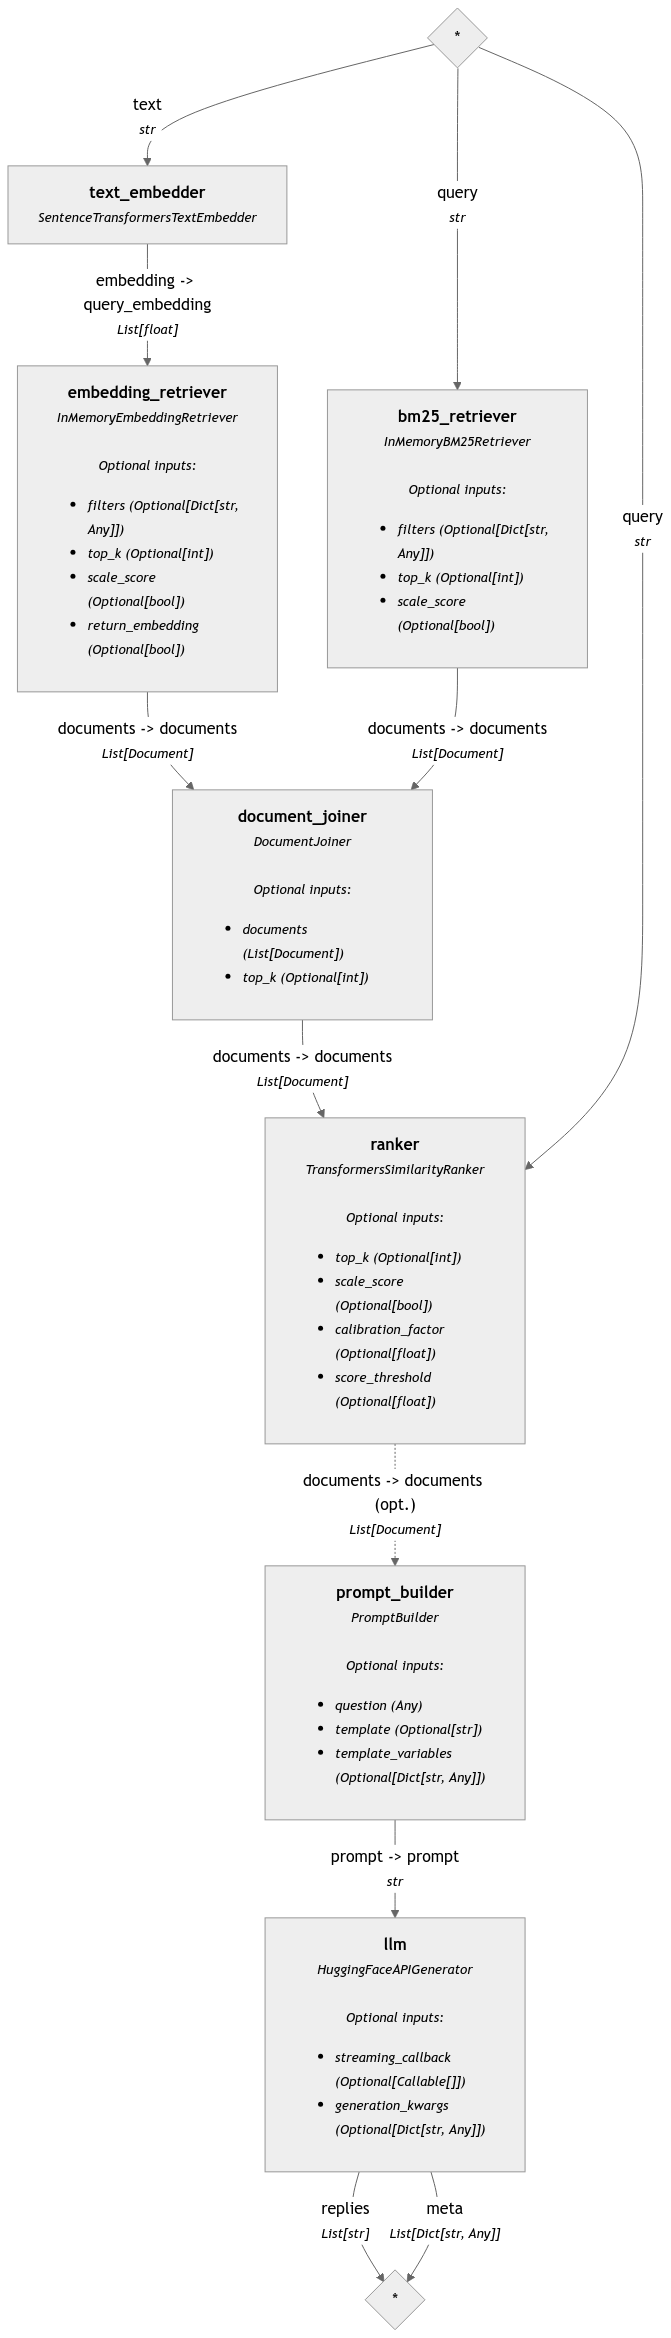 *
text
str
query
str
text_embedder
SentenceTransformersTextEmbedder
embedding ->
query_embedding
List[float]
embedding_retriever
InMemoryEmbeddingRetriever
Optional inputs:
filters (Optional[Dict[str,
Any]])
top_k (Optional[int])
scale_score
(Optional[bool])
return_embedding
(Optional[bool])
bm25_retriever
InMemoryBM25Retriever
Optional inputs:
filters (Optional[Dict[str,
Any]])
top_k (Optional[int])
scale_score
(Optional[bool])
query
str
documents -> documents
List[Document]
documents -> documents
List[Document]
document_joiner
DocumentJoiner
Optional inputs:
documents
(List[Document])
top_k (Optional[int])
documents -> documents
List[Document]
ranker
TransformersSimilarityRanker
Optional inputs:
top_k (Optional[int])
scale_score
(Optional[bool])
calibration_factor
(Optional[float])
score_threshold
(Optional[float])
documents -> documents
(opt.)
List[Document]
prompt_builder
PromptBuilder
Optional inputs:
question (Any)
template (Optional[str])
template_variables
(Optional[Dict[str, Any]])
prompt -> prompt
str
llm
HuggingFaceAPIGenerator
Optional inputs:
streaming_callback
(Optional[Callable[]])
generation_kwargs
(Optional[Dict[str, Any]])
replies
List[str]
meta
List[Dict[str, Any]]
*